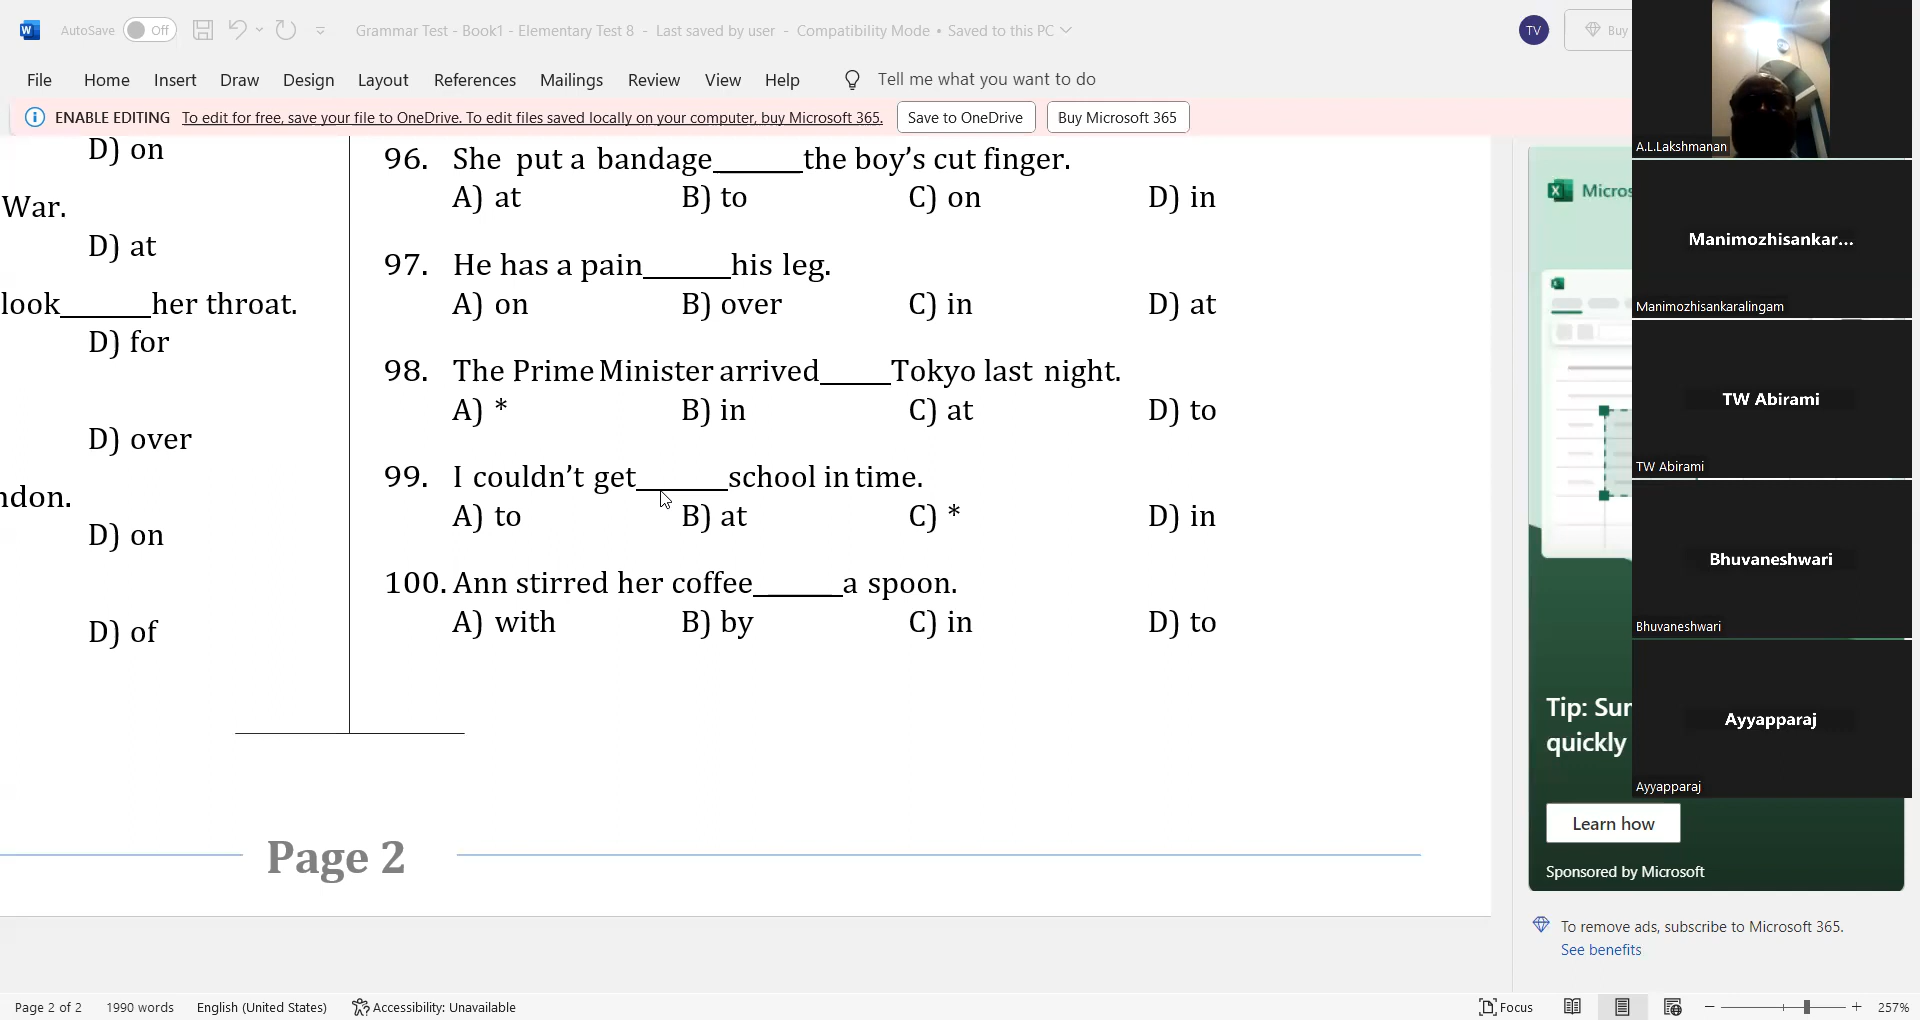 AutoSave Off Grammar Test - Book1 - Elementary Test 8 - Last saved by user - Compatibility Mode • Saved to this PC TV Buy
File Home Insert Draw Design Layout References Mailings Review View Help Tell me what you want to do
ENABLE EDITING To edit for free, save your file to OneDrive. To edit files saved locally on your computer, buy Microsoft 365. Save to OneDrive Buy Microsoft 365
D) on
War.
D) at
look_______her throat.
D) for
D) over
ndon.
D) on
D) of
96. She put a bandage_______the boy’s cut finger.
A) at B) to C) on D) in
97. He has a pain_______his leg.
A) on B) over C) in D) at
98. The Prime Minister arrived_____Tokyo last night.
A) * B) in C) at D) to
99. I couldn’t get_______school in time.
A) to B) at C) * D) in
100. Ann stirred her coffee_______a spoon.
A) with B) by C) in D) to
Page 2
Micros
Tip: Sur
quickly
Learn how
Sponsored by Microsoft
To remove ads, subscribe to Microsoft 365.
See benefits
A.L.Lakshmanan
Manimozhisankar...
Manimozhisankaralingam
TW Abirami
TW Abirami
Bhuvaneshwari
Bhuvaneshwari
Ayyapparaj
Ayyapparaj
Page 2 of 2 1990 words English (United States) Accessibility: Unavailable Focus 257%